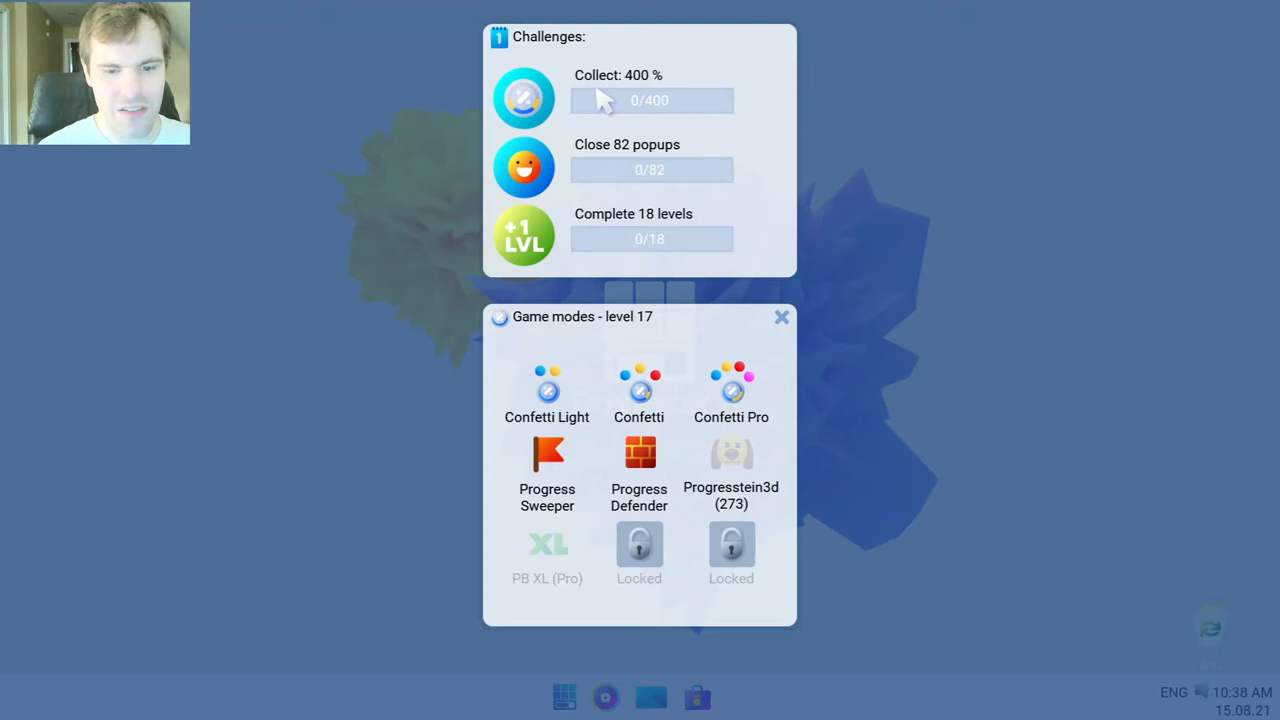 1 Challenges:
Collect: 400 %
0/400
Close 82 popups
0/82
+1 LVL
Complete 18 levels
0/18
Game modes - level 17
Confetti Light
Confetti
Confetti Pro
Progress Sweeper
Progress Defender
Progresstein3d (273)
XL
PB XL (Pro)
Locked
Locked
ENG 10:38 AM
15.08.21